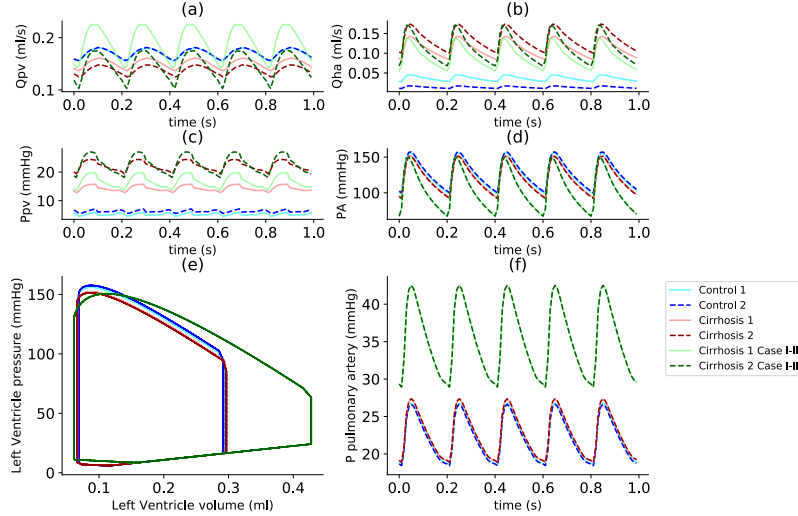 (a)
Qpv (ml/s)
0.2
0.1
0.0 0.2 0.4 0.6 0.8 1.0
time (s)
(b)
Qha (ml/s)
0.15
0.10
0.05
0.0 0.2 0.4 0.6 0.8 1.0
time (s)
(c)
Ppv (mmHg)
20
10
0.0 0.2 0.4 0.6 0.8 1.0
time (s)
(d)
PA (mmHg)
150
100
0.0 0.2 0.4 0.6 0.8 1.0
time (s)
(e)
Left Ventricle pressure (mmHg)
150
100
50
0
0.1 0.2 0.3 0.4
Left Ventricle volume (ml)
(f)
P pulmonary artery (mmHg)
40
35
30
25
20
0.0 0.2 0.4 0.6 0.8 1.0
time (s)
Control 1
Control 2
Cirrhosis 1
Cirrhosis 2
Cirrhosis 1 Case I-II
Cirrhosis 2 Case I-II